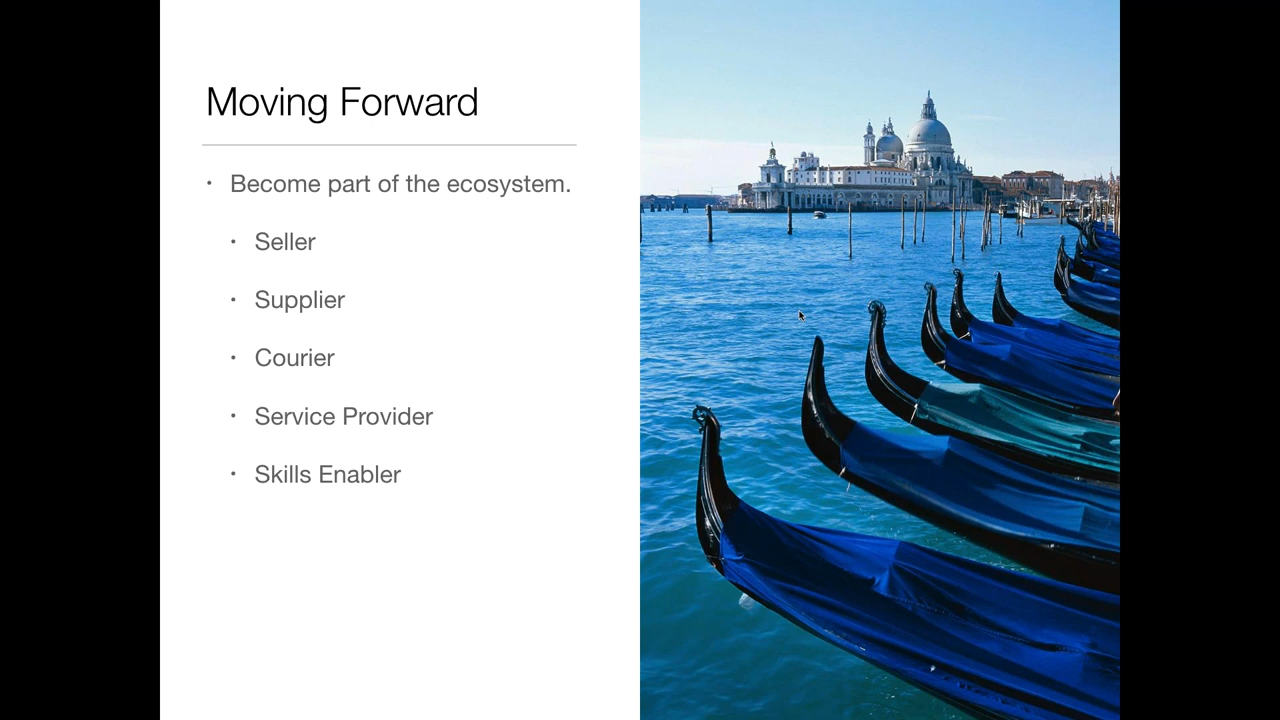 Moving Forward
• Become part of the ecosystem.
• Seller
• Supplier
• Courier
• Service Provider
• Skills Enabler